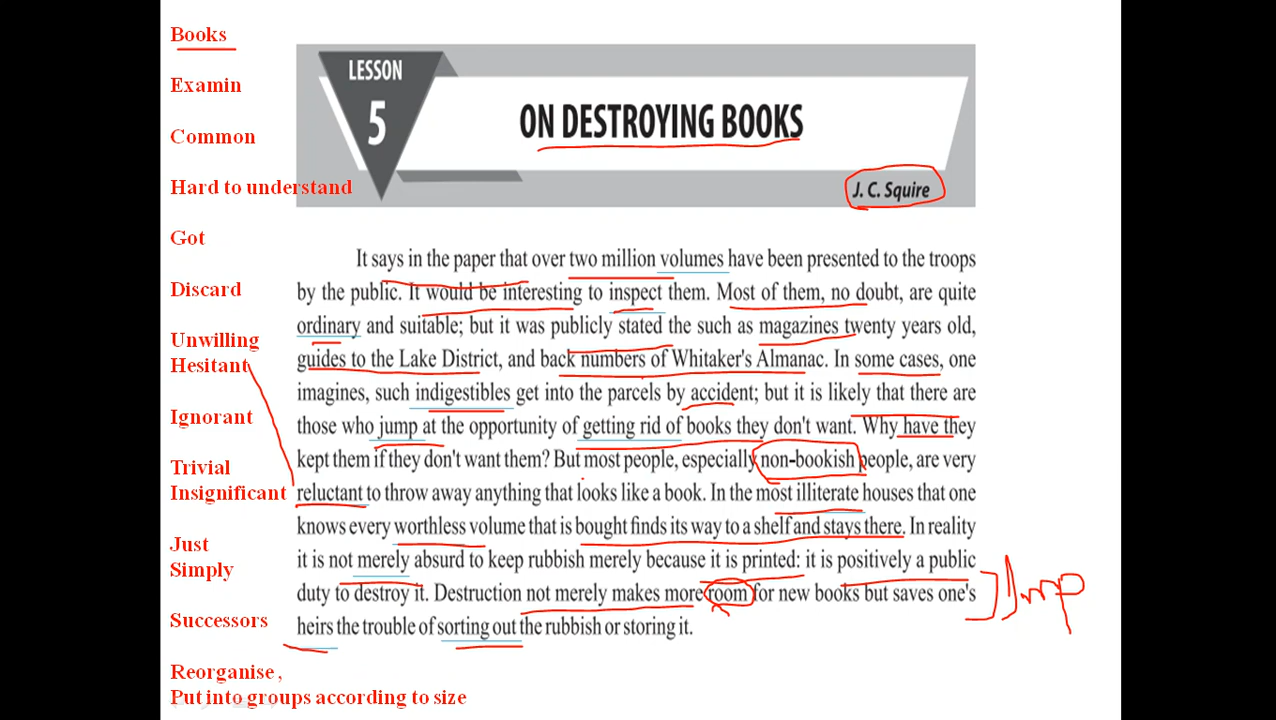 Books
Examin
Common
Hard to understand
Got
Discard
Unwilling
Hesitant
Ignorant
Trivial
Insignificant
Just
Simply
Successors
Reorganise,
Put into groups according to size
LESSON
5
ON DESTROYING BOOKS
J. C. Squire
It says in the paper that over two million volumes have been presented to the troops
by the public. It would be interesting to inspect them. Most of them, no doubt, are quite
ordinary and suitable; but it was publicly stated the such as magazines twenty years old,
guides to the Lake District, and back numbers of Whitaker's Almanac. In some cases, one
imagines, such indigestibles get into the parcels by accident; but it is likely that there are
those who jump at the opportunity of getting rid of books they don't want. Why have they
kept them if they don't want them? But most people, especially non-bookish people, are very
reluctant to throw away anything that looks like a book. In the most illiterate houses that one
knows every worthless volume that is bought finds its way to a shelf and stays there. In reality
it is not merely absurd to keep rubbish merely because it is printed: it is positively a public
duty to destroy it. Destruction not merely makes more room for new books but saves one's
heirs the trouble of sorting out the rubbish or storing it.
Imp